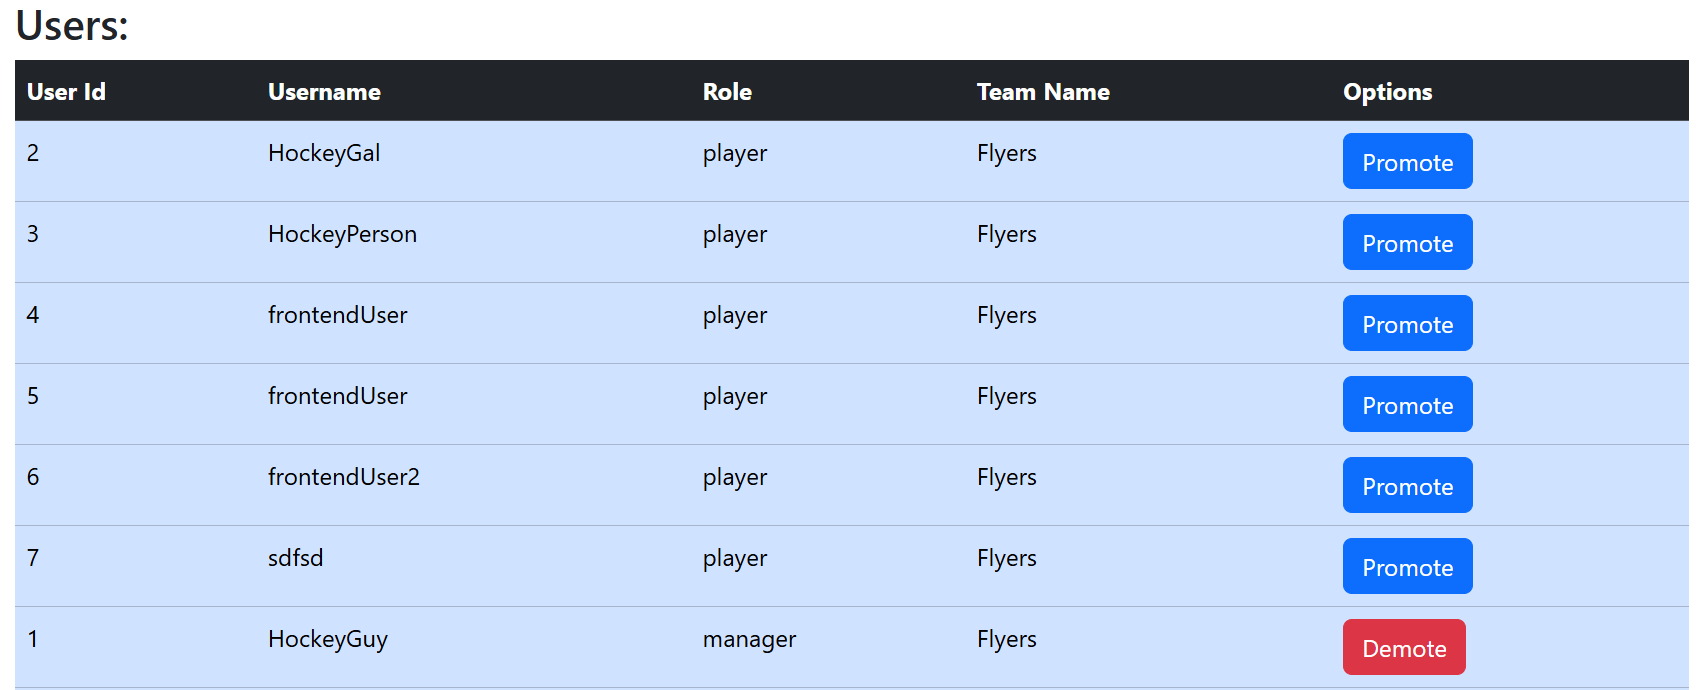 Users:
User Id Username Role Team Name Options
2 HockeyGal player Flyers Promote
3 HockeyPerson player Flyers Promote
4 frontendUser player Flyers Promote
5 frontendUser player Flyers Promote
6 frontendUser2 player Flyers Promote
7 sdfsd player Flyers Promote
1 HockeyGuy manager Flyers Demote